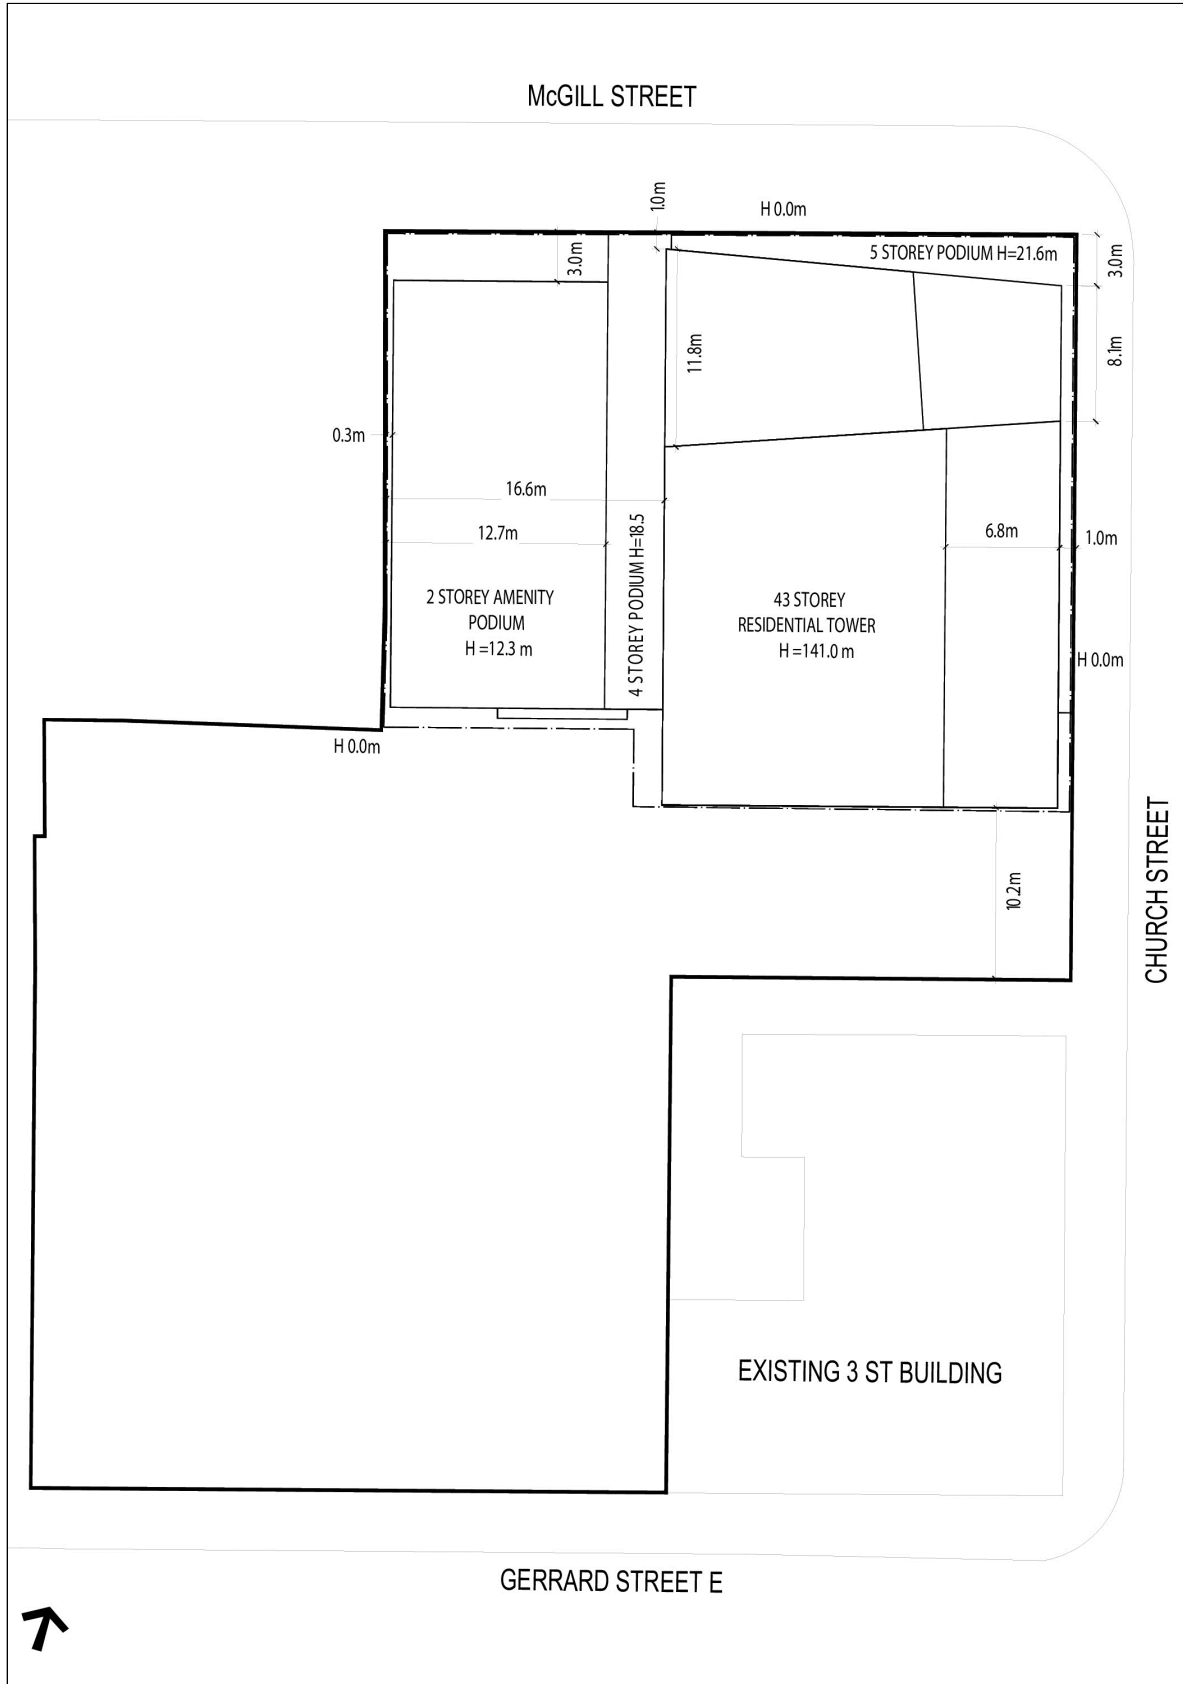 McGILL STREET
1.0m
H 0.0m
5 STOREY PODIUM H=21.6m
3.0m
3.0m
11.8m
8.1m
0.3m
16.6m
12.7m
4 STOREY PODIUM H=18.5
6.8m
1.0m
2 STOREY AMENITY
PODIUM
H =12.3 m
43 STOREY
RESIDENTIAL TOWER
H =141.0 m
H 0.0m
H 0.0m
10.2m
CHURCH STREET
EXISTING 3 ST BUILDING
GERRARD STREET E